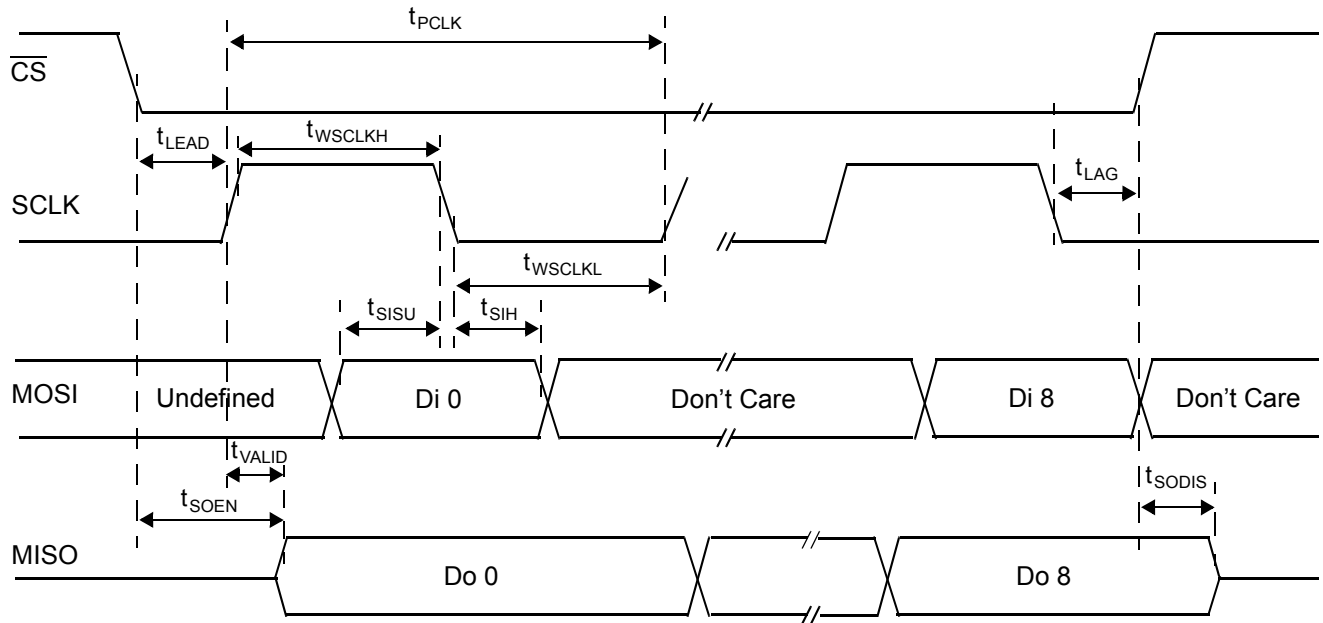 tPCLK
CS
tLEAD
tWSCLKH
tLAG
SCLK
tWSCLKL
tSISU
tSIH
MOSI
Undefined
Di 0
Don't Care
Di 8
Don't Care
tVALID
tSODIS
tSOEN
MISO
Do 0
Do 8